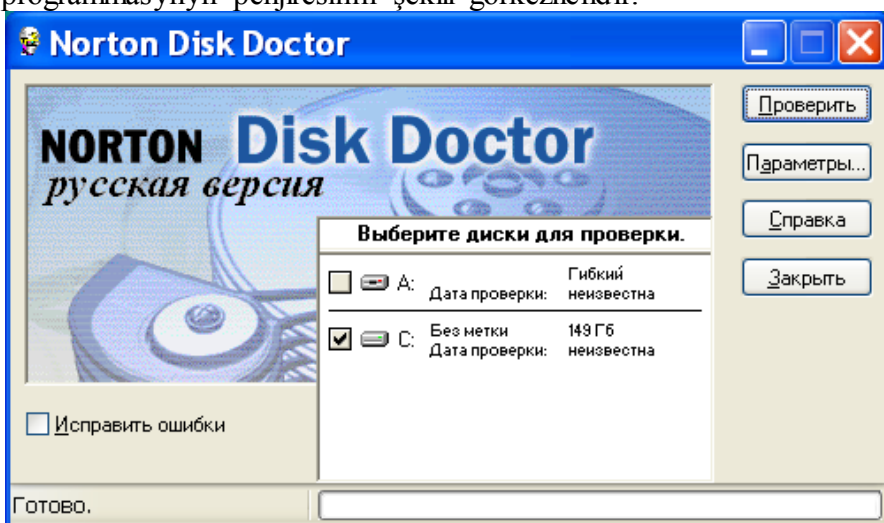 programmasynyň penjiresiniň şekili görkezilendir.
Norton Disk Doctor
NORTON Disk Doctor
русская версия
Выберите диски для проверки.
A: Гибкий
Дата проверки: неизвестна
C: Без метки 149 Гб
Дата проверки: неизвестна
Исправить ошибки
Проверить
Параметры...
Справка
Закрыть
Готово.